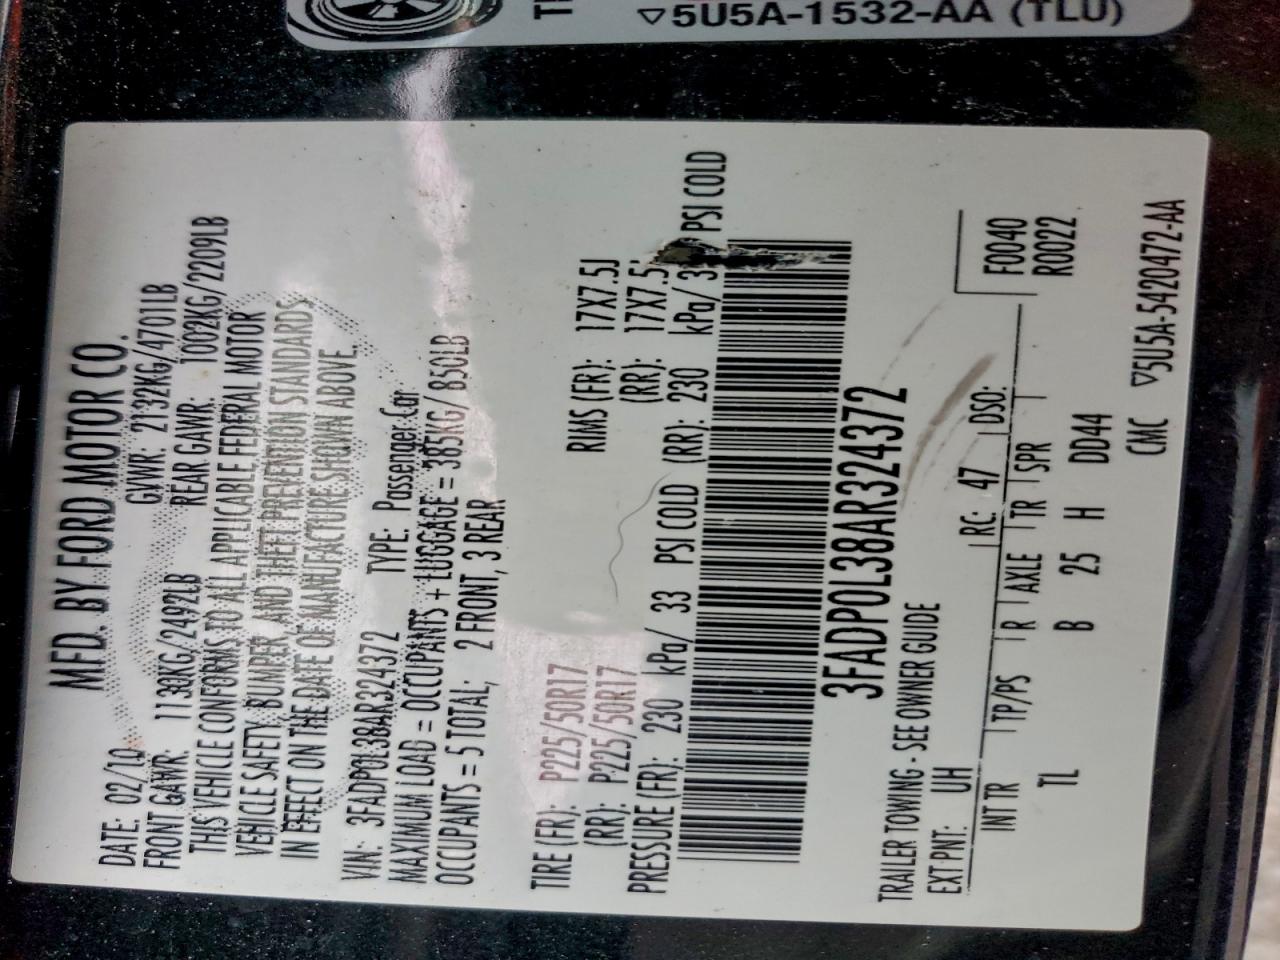 5U5A-1532-AA (TLU)
MFD. BY FORD MOTOR CO.
DATE: 02/10 GVWR: 2132KG/4701LB
FRONT GAWR: 1130KG/2492LB REAR GAWR: 1002KG/2209LB
THIS VEHICLE CONFORMS TO ALL APPLICABLE FEDERAL MOTOR
VEHICLE SAFETY, BUMPER, AND THEFT PREVENTION STANDARDS
IN EFFECT ON THE DATE OF MANUFACTURE SHOWN ABOVE.
VIN: 3FADP0L38AR324372 TYPE: Passenger Car
MAXIMUM LOAD = OCCUPANTS + LUGGAGE = 385KG/ 850LB
OCCUPANTS = 5 TOTAL; 2 FRONT, 3 REAR
TIRE (FR): P225/50R17 RIMS (FR): 17X7.5J
(RR): P225/50R17 (RR): 17X7.5
PRESSURE (FR): 230 kPa/ 33 PSI COLD (RR): 230 kPa/ PSI COLD
3FADP0L38AR324372
TRAILER TOWING - SEE OWNER GUIDE
EXT PNT: UH RC: 47 DSO: F0040
INT TR TP/PS R AXLE TR SPR R0022
TL B 25 H DD44
CMC 5U5A-5420472-AA